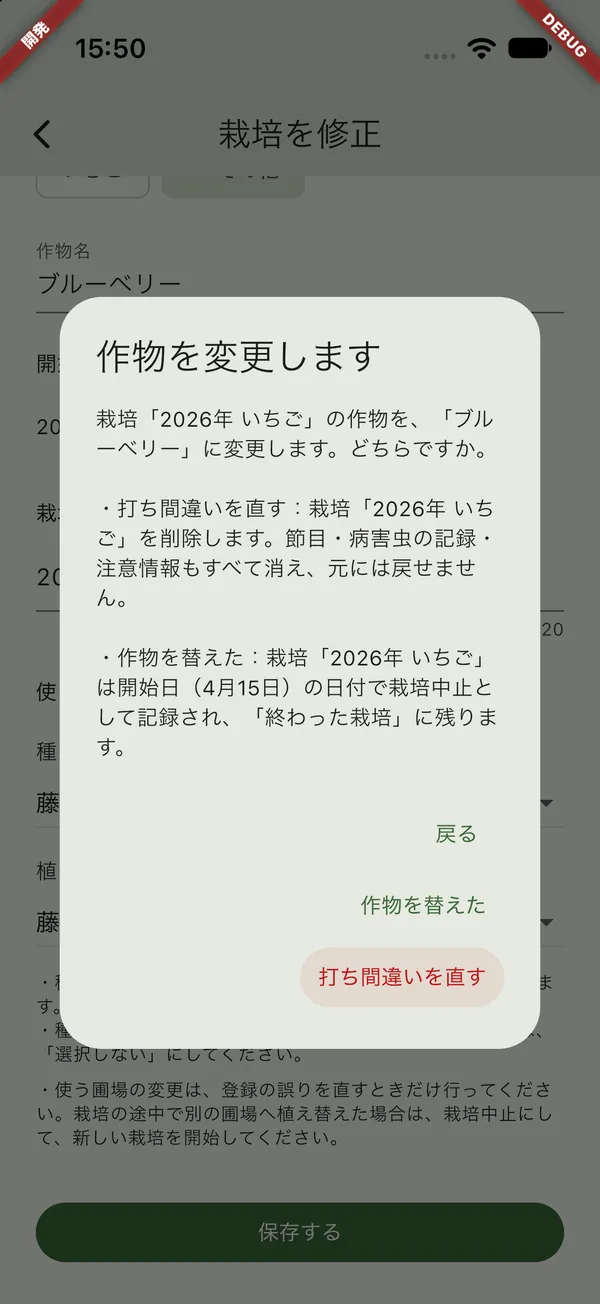 開発
DEBUG
15:50
栽培を修正
作物名
ブルーベリー
作物を変更します
栽培「2026年 いちご」の作物を、「ブル
ーベリー」に変更します。どちらですか。
・打ち間違いを直す：栽培「2026年 いち
ご」を削除します。節目・病害虫の記録・
注意情報もすべて消え、元には戻せませ
ん。
・作物を替えた：栽培「2026年 いちご」
は開始日（4月15日）の日付で栽培中止と
して記録され、「終わった栽培」に残りま
す。
戻る
作物を替えた
打ち間違いを直す
開
20
栽
20
20
使
種
藤
植
藤
ま
す。
・種
、
「選択しない」にしてください。
・使う圃場の変更は、登録の誤りを直すときだけ行ってくださ
い。栽培の途中で別の圃場へ植え替えた場合は、栽培中止にし
て、新しい栽培を開始してください。
保存する